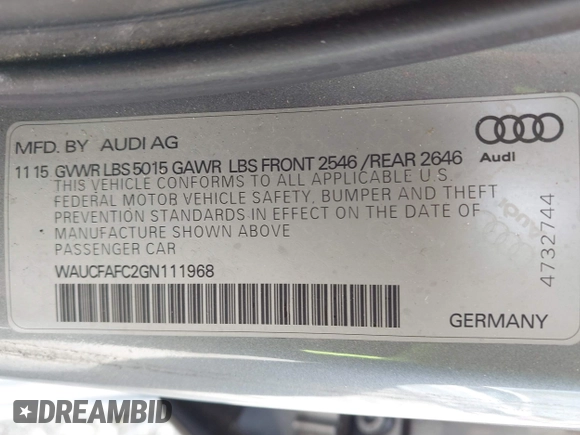 MFD. BY AUDI AG
11 15 GVWR LBS 5015 GAWR LBS FRONT 2546 /REAR 2646
THIS VEHICLE CONFORMS TO ALL APPLICABLE U S.
FEDERAL MOTOR VEHICLE SAFETY, BUMPER AND THEFT
PREVENTION STANDARDS IN EFFECT ON THE DATE OF
MANUFACTURE SHOWN ABOVE
PASSENGER CAR
WAUCFAFC2GN111968
Audi
4732744
GERMANY
DREAMBID